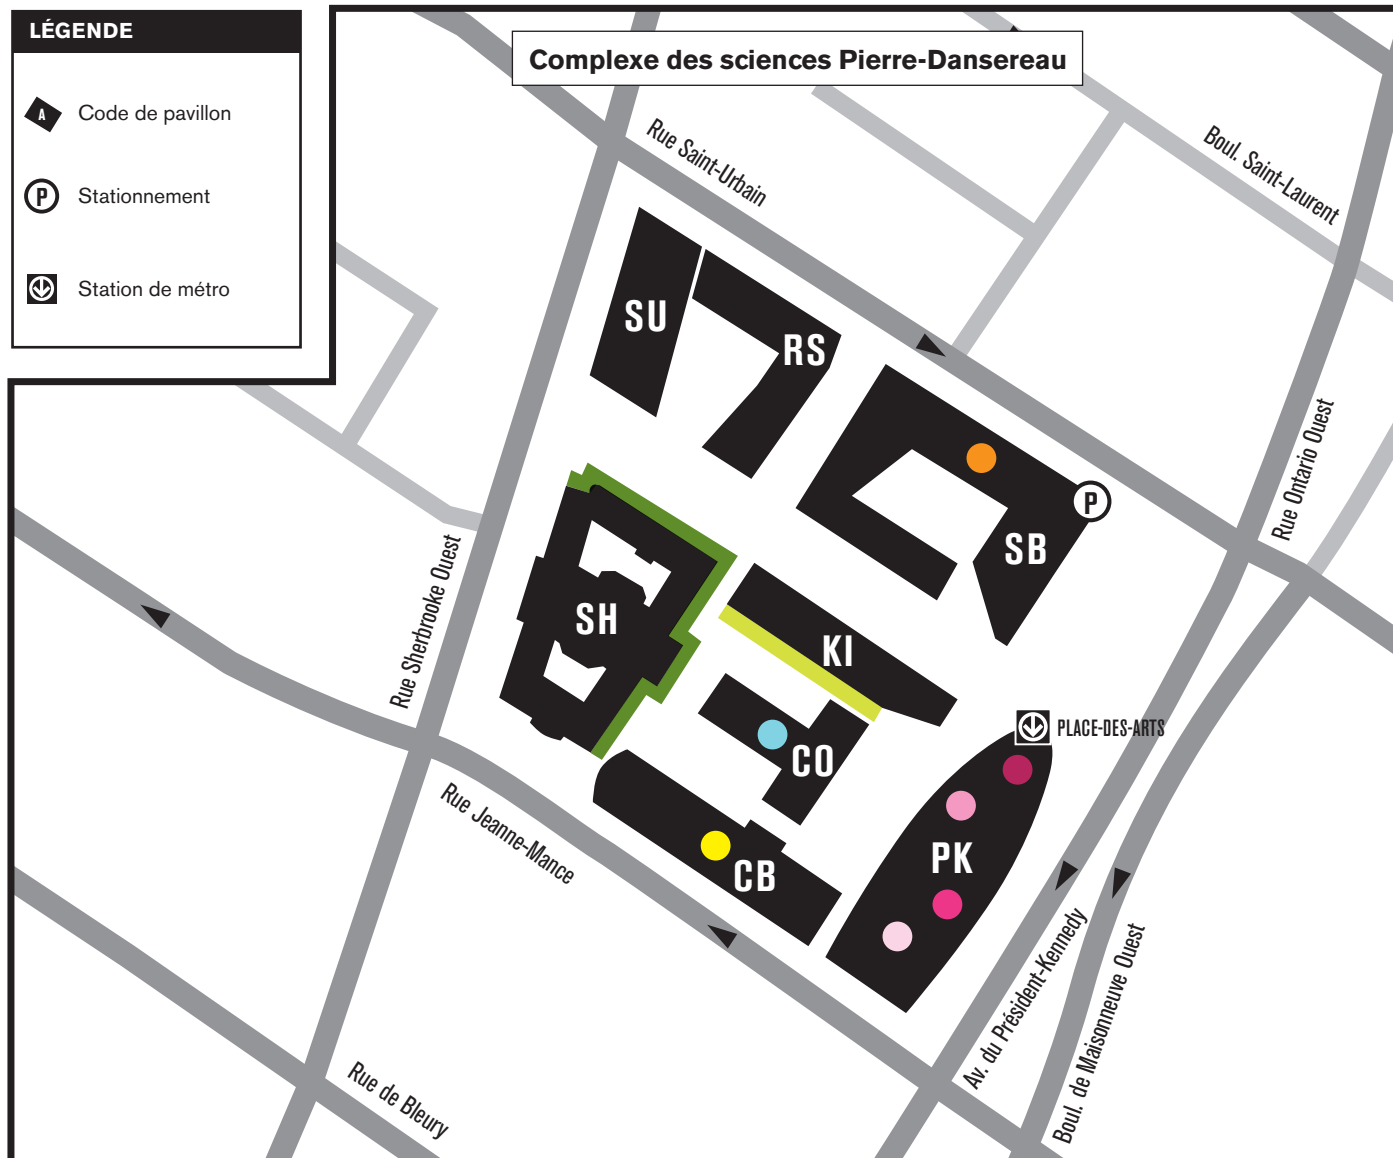 LÉGENDE
A
Code de pavillon
P
Stationnement
Station de métro
Complexe des sciences Pierre-Dansereau
Rue Saint-Urbain
Boul. Saint-Laurent
SU
RS
Rue Ontario Ouest
P
SB
Rue Sherbrooke Ouest
SH
KI
PLACE-DES-ARTS
CO
Rue Jeanne-Mance
PK
CB
Av. du Président-Kennedy
Boul. de Maisonneuve Ouest
Rue de Bleury